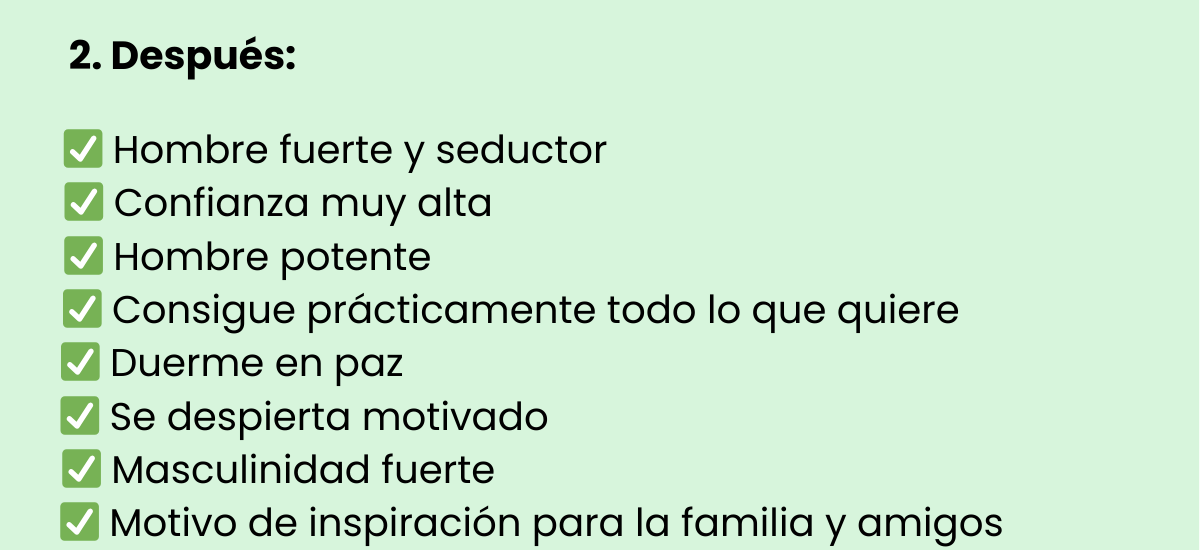 2. Después:
✅ Hombre fuerte y seductor
✅ Confianza muy alta
✅ Hombre potente
✅ Consigue prácticamente todo lo que quiere
✅ Duerme en paz
✅ Se despierta motivado
✅ Masculinidad fuerte
✅ Motivo de inspiración para la familia y amigos